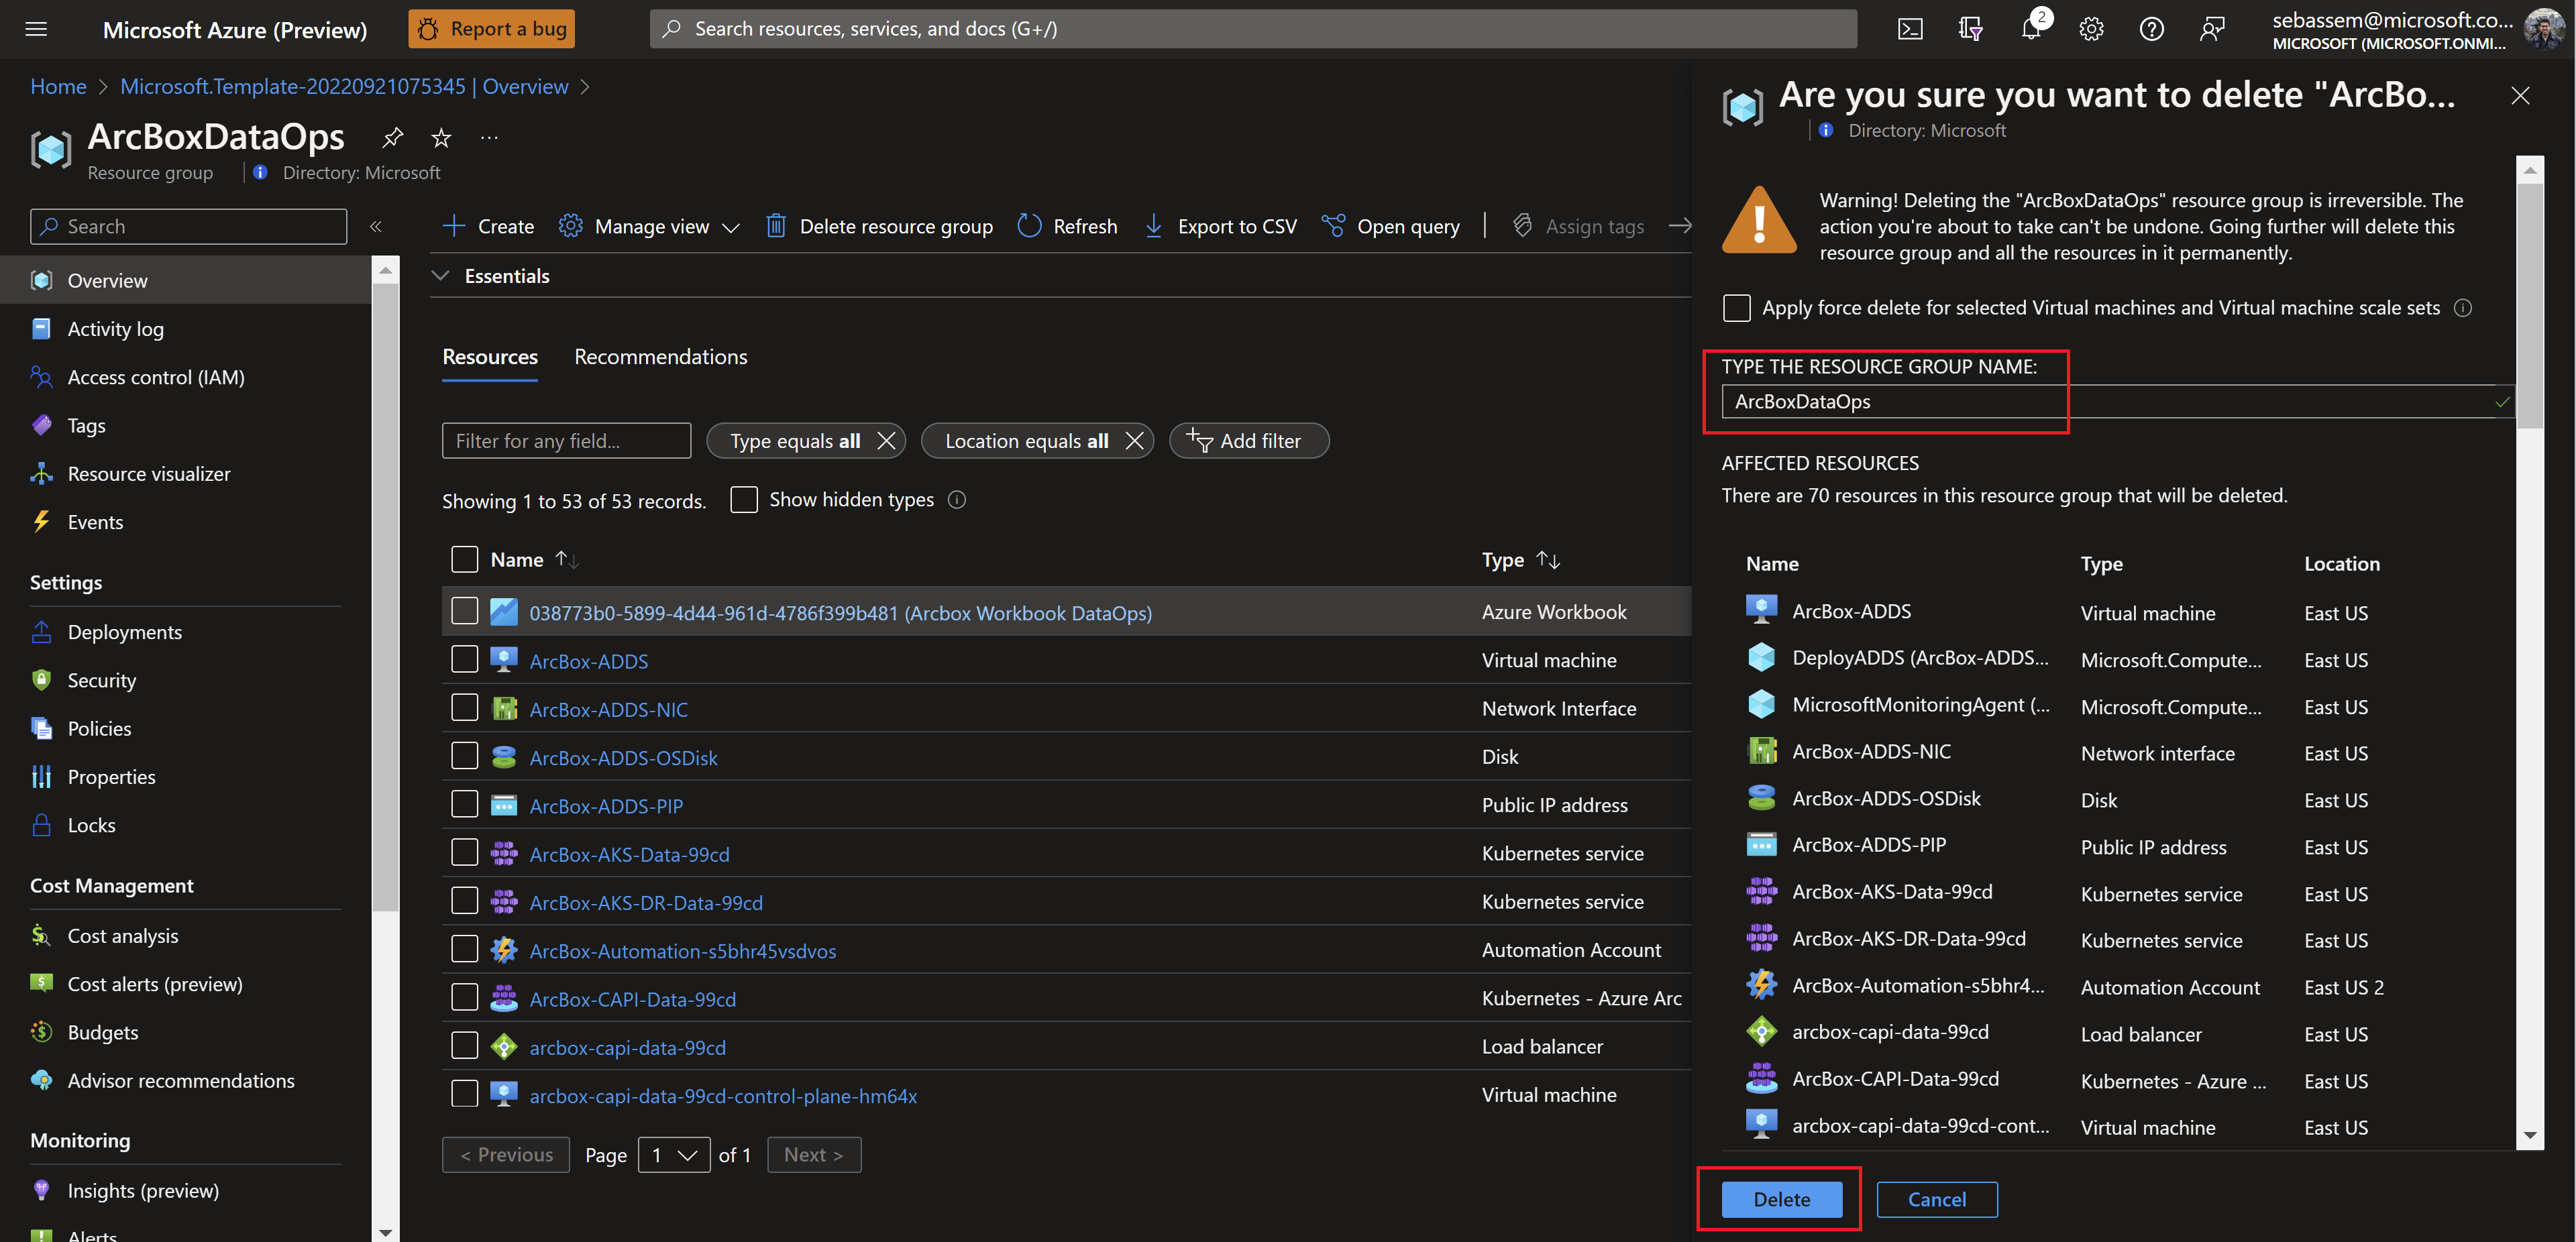 Microsoft Azure (Preview)
Report a bug
Search resources, services, and docs (G+/)
2
sebassem@microsoft.co...
MICROSOFT (MICROSOFT.ONMI...
Home > Microsoft.Template-20220921075345 | Overview >
ArcBoxDataOps
...
Resource group
Directory: Microsoft
Search
«
Overview
Activity log
Access control (IAM)
Tags
Resource visualizer
Events
Settings
Deployments
Security
Policies
Properties
Locks
Cost Management
Cost analysis
Cost alerts (preview)
Budgets
Advisor recommendations
Monitoring
Insights (preview)
Alerts
Create
Manage view
Delete resource group
Refresh
Export to CSV
Open query
Assign tags
Essentials
Resources
Recommendations
Filter for any field...
Type equals all
Location equals all
Add filter
Showing 1 to 53 of 53 records.
Show hidden types
Name
Type
038773b0-5899-4d44-961d-4786f399b481 (Arcbox Workbook DataOps)
Azure Workbook
ArcBox-ADDS
Virtual machine
ArcBox-ADDS-NIC
Network Interface
ArcBox-ADDS-OSDisk
Disk
ArcBox-ADDS-PIP
Public IP address
ArcBox-AKS-Data-99cd
Kubernetes service
ArcBox-AKS-DR-Data-99cd
Kubernetes service
ArcBox-Automation-s5bhr45vsdvos
Automation Account
ArcBox-CAPI-Data-99cd
Kubernetes - Azure Arc
arcbox-capi-data-99cd
Load balancer
arcbox-capi-data-99cd-control-plane-hm64x
Virtual machine
< Previous
Page
1
of 1
Next >
Are you sure you want to delete "ArcBo...
Directory: Microsoft
Warning! Deleting the "ArcBoxDataOps" resource group is irreversible. The
action you're about to take can't be undone. Going further will delete this
resource group and all the resources in it permanently.
Apply force delete for selected Virtual machines and Virtual machine scale sets
TYPE THE RESOURCE GROUP NAME:
ArcBoxDataOps
AFFECTED RESOURCES
There are 70 resources in this resource group that will be deleted.
Name
Type
Location
ArcBox-ADDS
Virtual machine
East US
DeployADDS (ArcBox-ADDS...
Microsoft.Compute...
East US
MicrosoftMonitoringAgent (...
Microsoft.Compute...
East US
ArcBox-ADDS-NIC
Network interface
East US
ArcBox-ADDS-OSDisk
Disk
East US
ArcBox-ADDS-PIP
Public IP address
East US
ArcBox-AKS-Data-99cd
Kubernetes service
East US
ArcBox-AKS-DR-Data-99cd
Kubernetes service
East US
ArcBox-Automation-s5bhr4...
Automation Account
East US 2
arcbox-capi-data-99cd
Load balancer
East US
ArcBox-CAPI-Data-99cd
Kubernetes - Azure ...
East US
arcbox-capi-data-99cd-cont...
Virtual machine
East US
Delete
Cancel